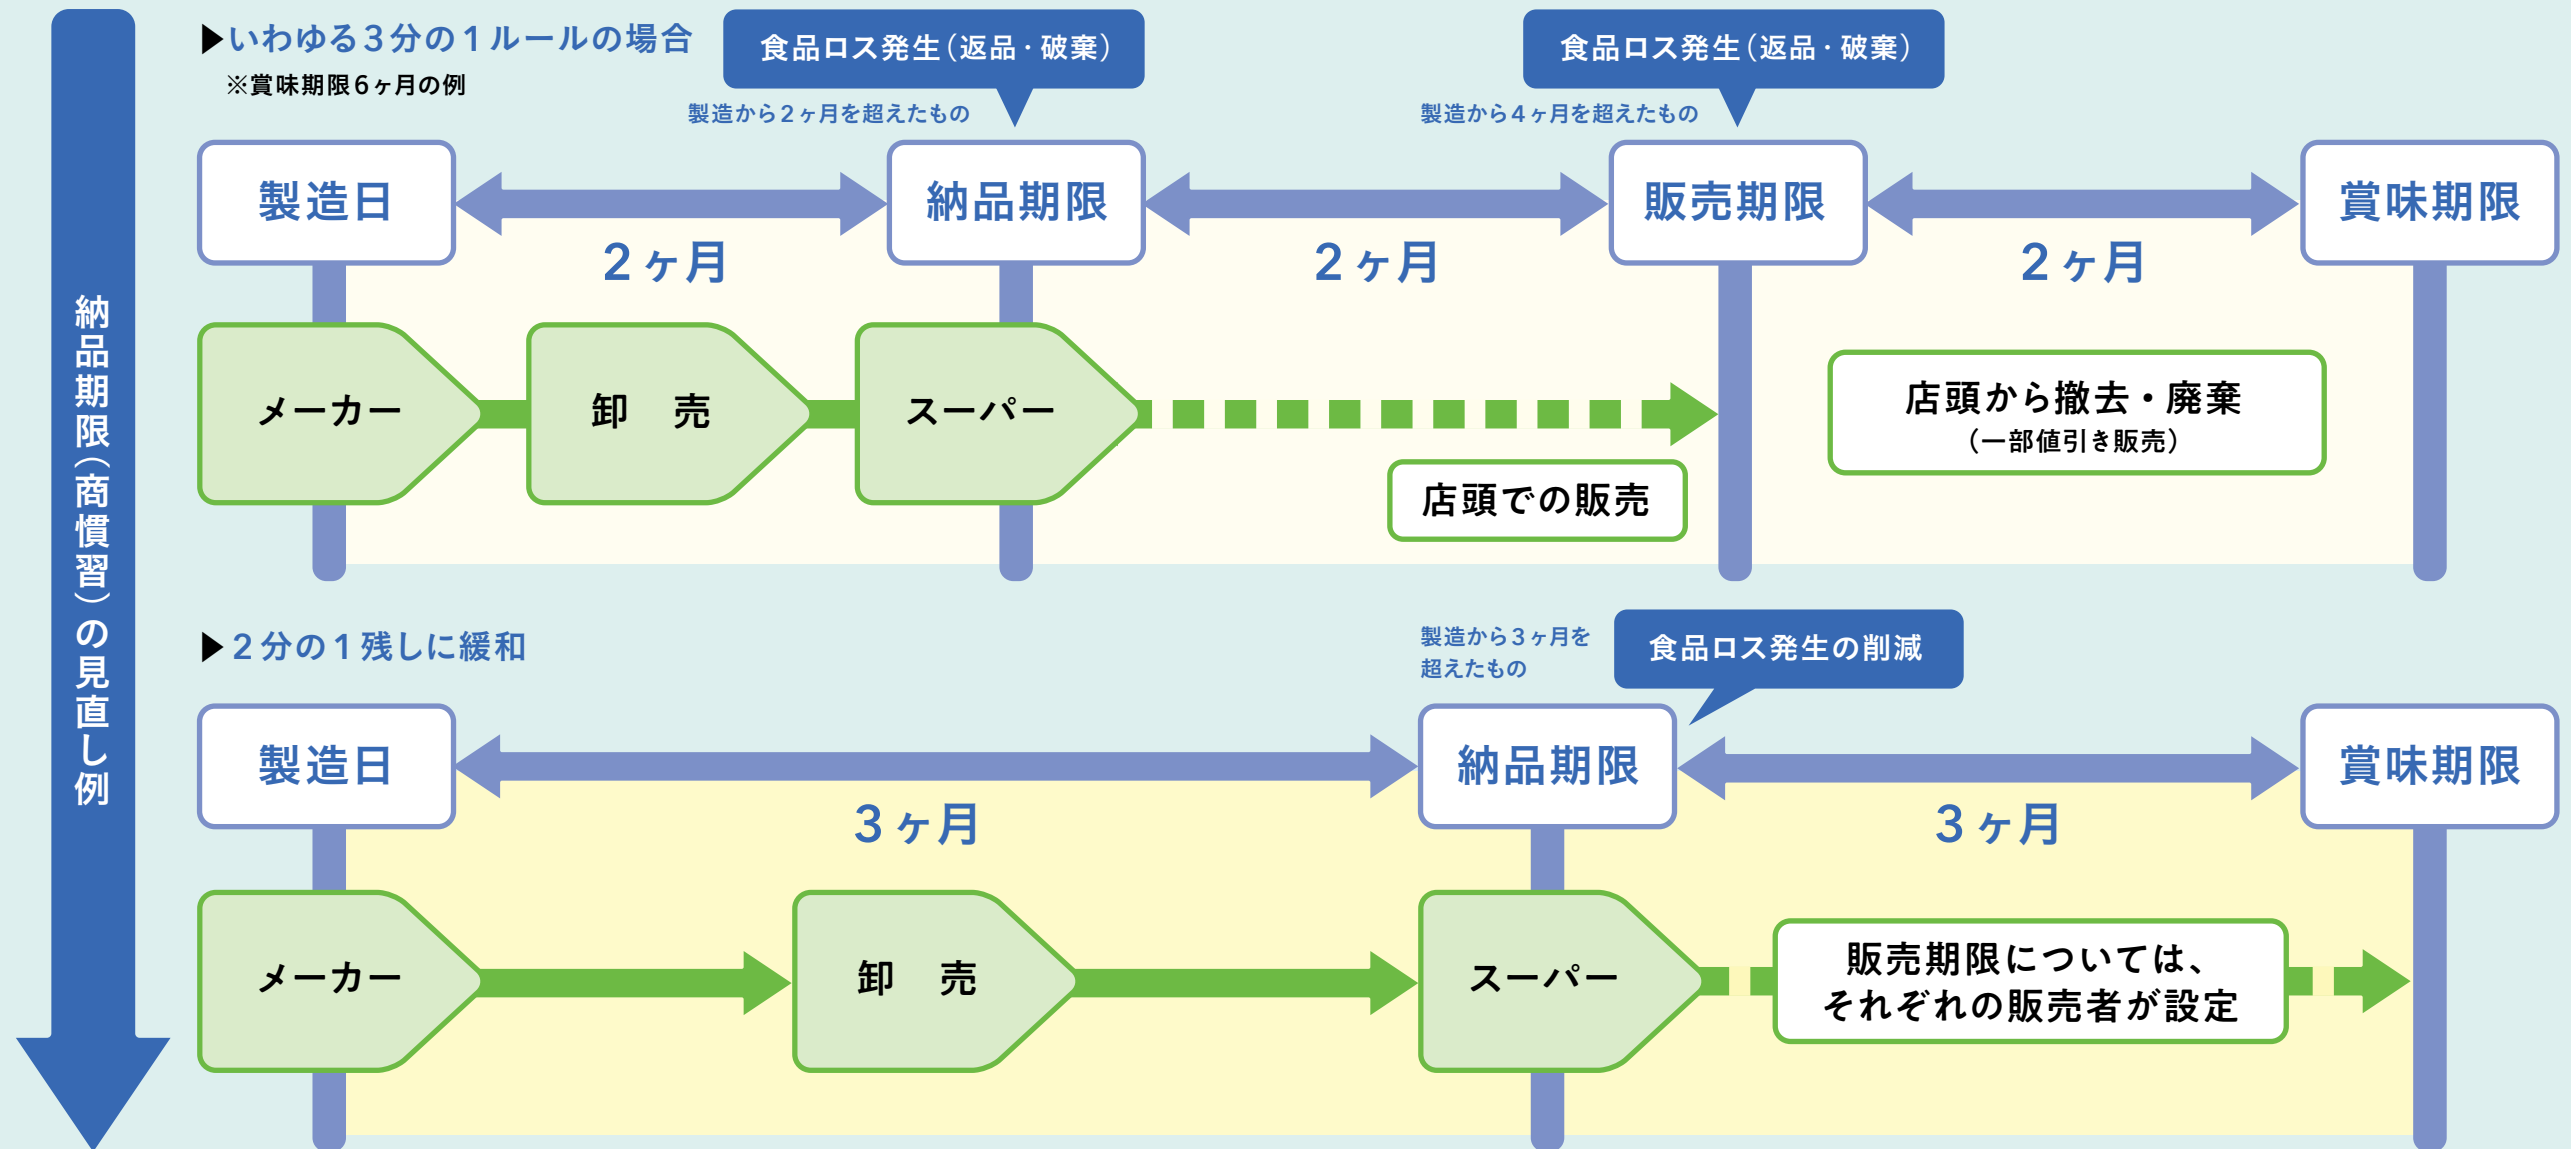 納品期限（商慣習）の見直し例
▶いわゆる３分の１ルールの場合
※賞味期限６ヶ月の例
食品ロス発生（返品・破棄）
製造から２ヶ月を超えたもの
食品ロス発生（返品・破棄）
製造から４ヶ月を超えたもの
製造日
納品期限
販売期限
賞味期限
２ヶ月
２ヶ月
２ヶ月
メーカー
卸　売
スーパー
店頭での販売
店頭から撤去・廃棄
（一部値引き販売）
▶２分の１残しに緩和
製造から３ヶ月を
超えたもの
食品ロス発生の削減
製造日
納品期限
賞味期限
３ヶ月
３ヶ月
メーカー
卸　売
スーパー
販売期限については、
それぞれの販売者が設定